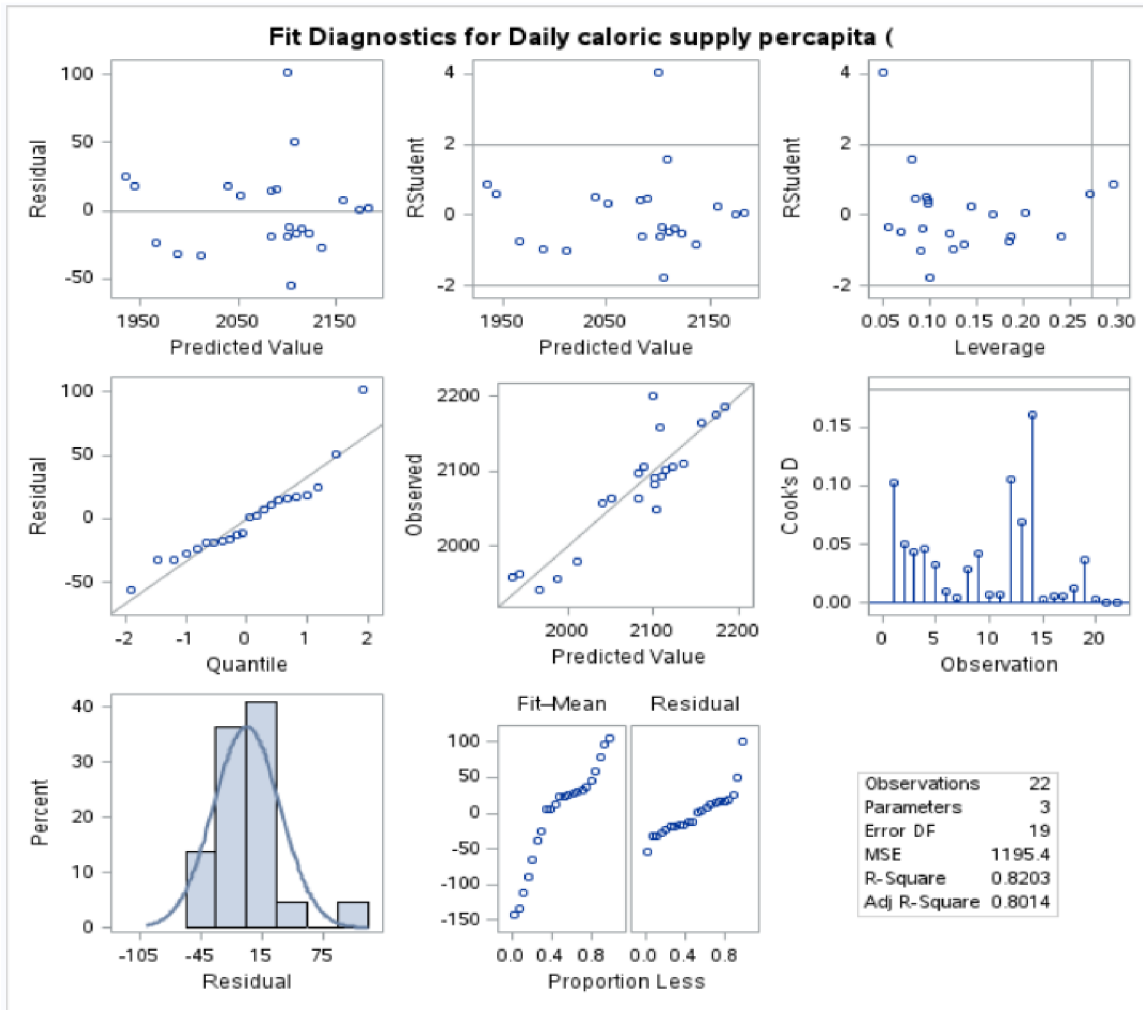 Fit Diagnostics for Daily caloric supply percapita (
100
50
0
-50
Residual
1950 2050 2150
Predicted Value
4
2
0
-2
RStudent
1950 2050 2150
Predicted Value
4
2
0
-2
RStudent
0.05 0.10 0.15 0.20 0.25 0.30
Leverage
100
50
0
-50
Residual
-2 -1 0 1 2
Quantile
2200
2100
2000
Observed
2000 2100 2200
Predicted Value
0.15
0.10
0.05
0.00
Cook's D
0 5 10 15 20
Observation
40
30
20
10
0
Percent
-105 -45 15 75
Residual
Fit–Mean Residual
100
50
0
-50
-100
-150
0.0 0.4 0.8 0.0 0.4 0.8
Proportion Less
Observations 22
Parameters 3
Error DF 19
MSE 1195.4
R-Square 0.8203
Adj R-Square 0.8014